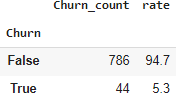 Churn_count rate
Churn
False 786 94.7
True 44 5.3